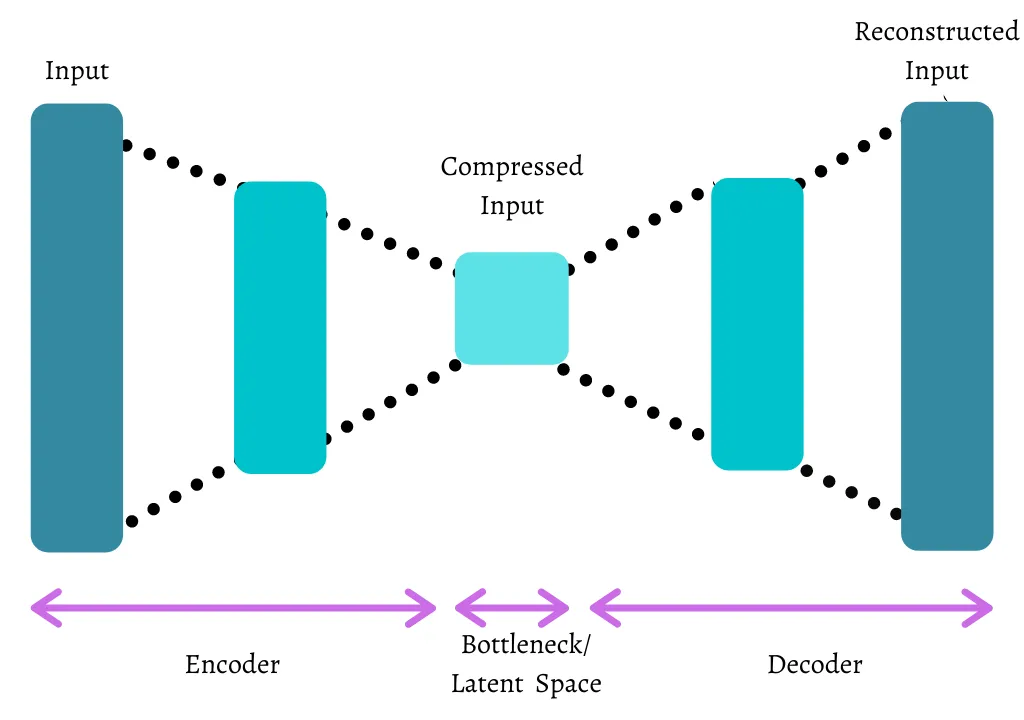 Input
Compressed
Input
Reconstructed
Input
Encoder
Bottleneck/
Latent Space
Decoder